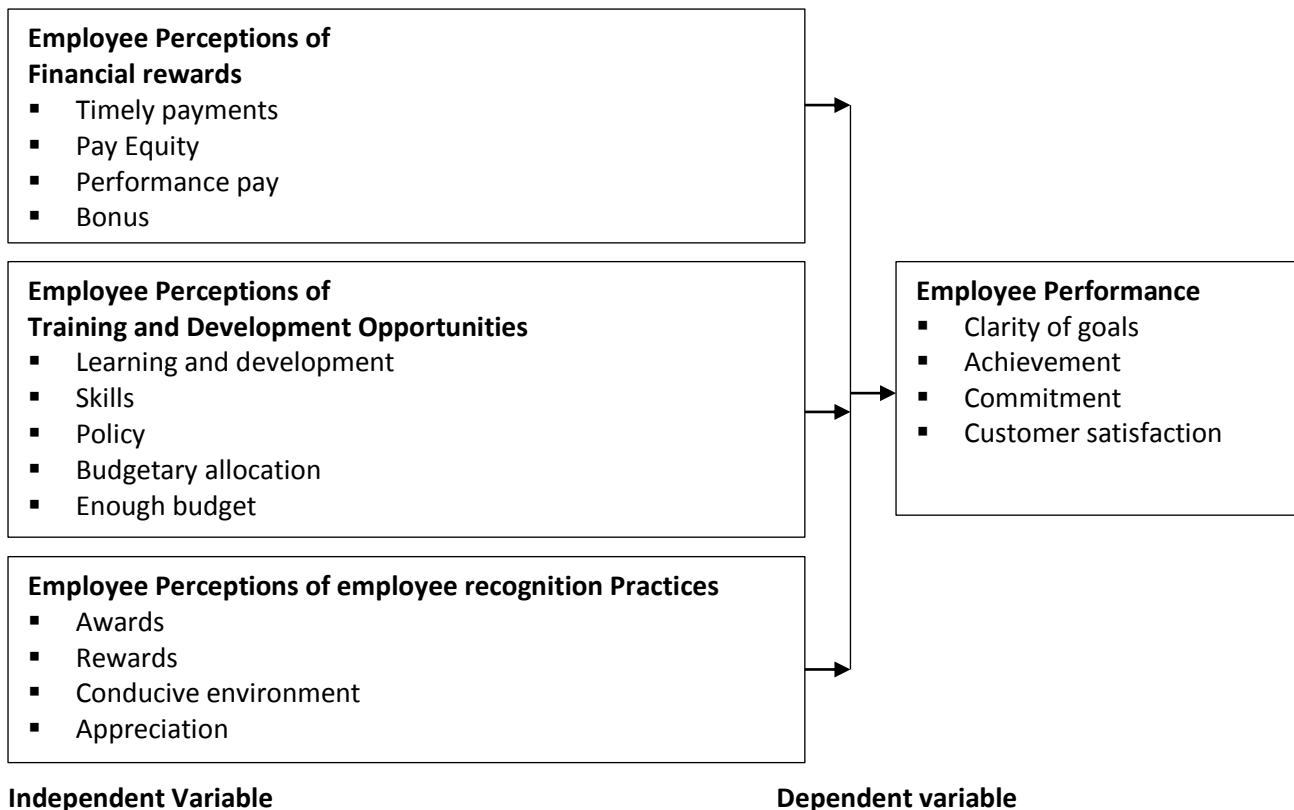 Employee Perceptions of
Financial rewards
▪ Timely payments
▪ Pay Equity
▪ Performance pay
▪ Bonus
Employee Perceptions of
Training and Development Opportunities
▪ Learning and development
▪ Skills
▪ Policy
▪ Budgetary allocation
▪ Enough budget
Employee Perceptions of employee recognition Practices
▪ Awards
▪ Rewards
▪ Conducive environment
▪ Appreciation
Independent Variable
Employee Performance
▪ Clarity of goals
▪ Achievement
▪ Commitment
▪ Customer satisfaction
Dependent variable